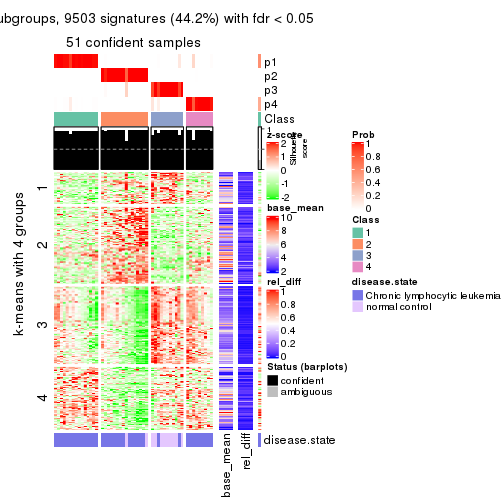 ubgroups, 9503 signatures (44.2%) with fdr < 0.05
51 confident samples
p1
p2
p3
p4
Class
1
Silhouette
score
k-means with 4 groups
1
2
3
4
base_mean
rel_diff
disease.state
z-score
2
1
0
-1
-2
base_mean
10
8
6
4
2
rel_diff
1
0.8
0.6
0.4
0.2
0
Status (barplots)
confident
ambiguous
Prob
1
0.8
0.6
0.4
0.2
0
Class
1
2
3
4
disease.state
Chronic lymphocytic leukemia
normal control